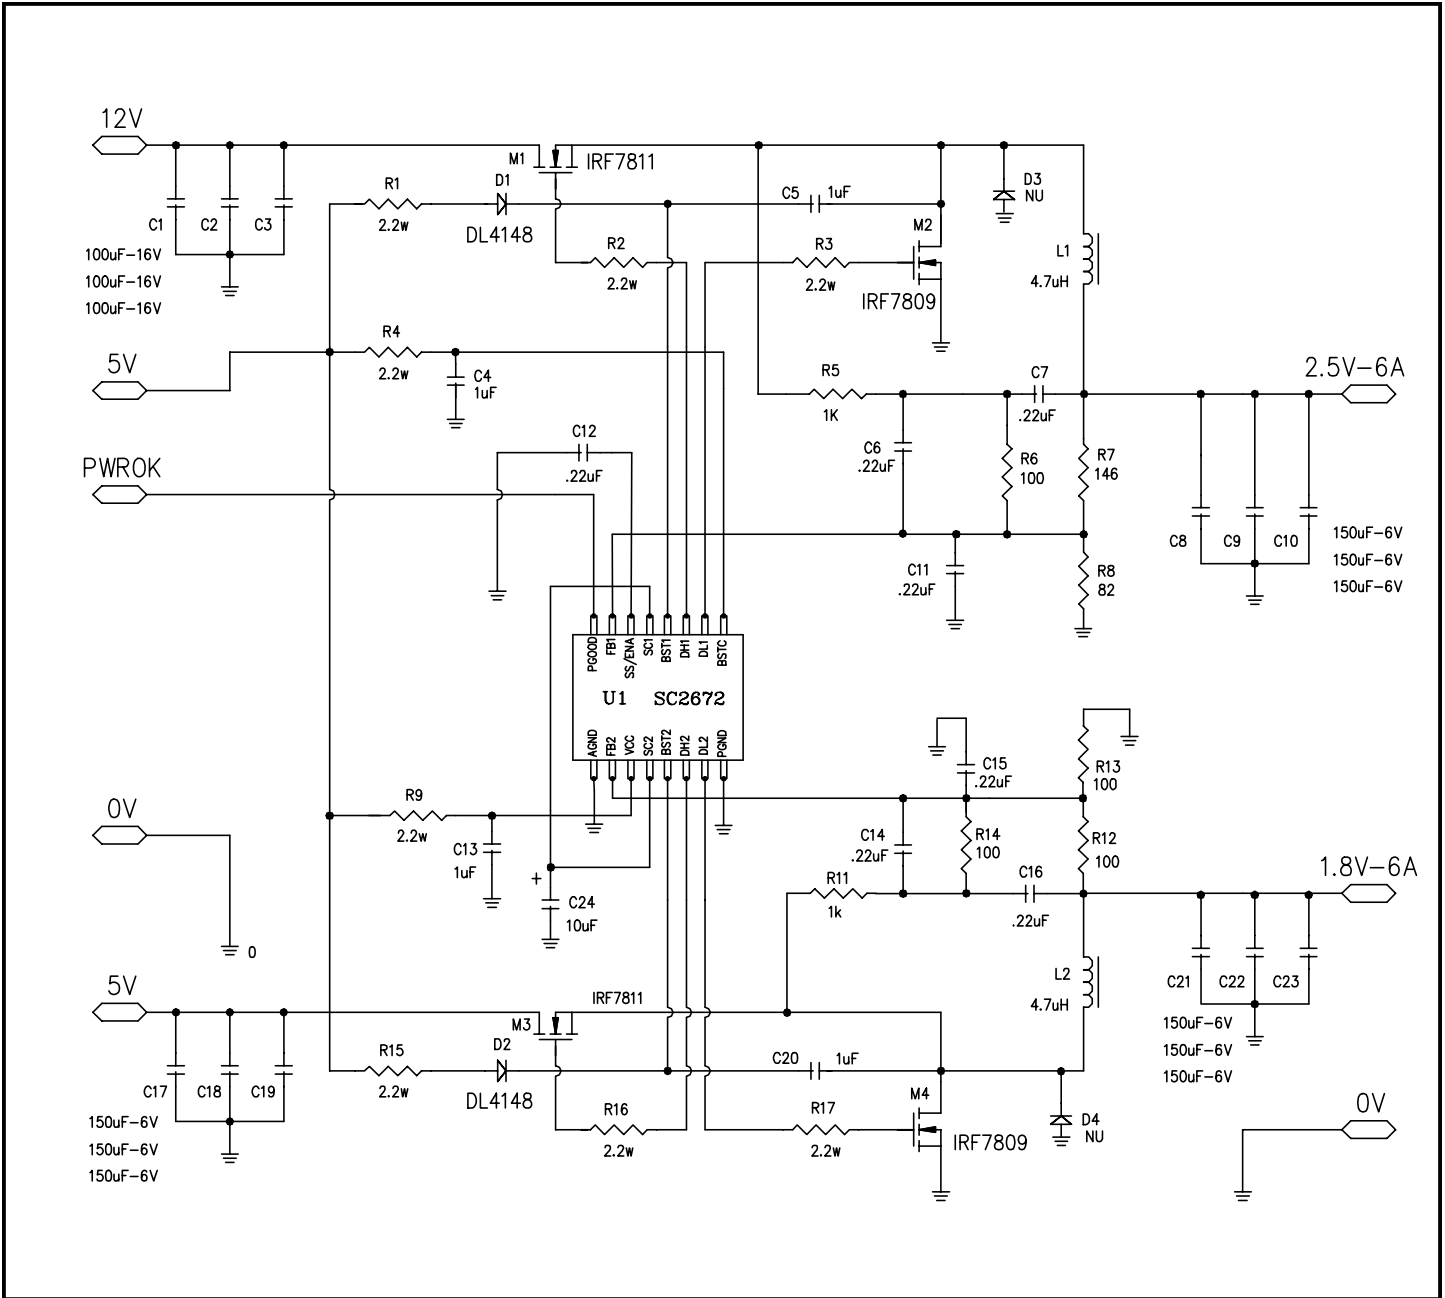 12V
M1
IRF7811
R1
2.2w
D1
DL4148
C5
1uF
D3
NU
M2
C1
C2
C3
100uF-16V
100uF-16V
100uF-16V
R2
2.2w
R3
2.2w
IRF7809
L1
4.7uH
5V
R4
2.2w
C4
1uF
R5
1K
C7
.22uF
2.5V-6A
C12
.22uF
C6
.22uF
R6
100
R7
146
PWROK
C8
C9
C10
150uF-6V
150uF-6V
150uF-6V
C11
.22uF
R8
82
PGOOD
FB1
SS/ENA
SC1
BST1
DH1
DL1
BSTC
U1
SC2672
AGND
FB2
VCC
SC2
BST2
DH2
DL2
PGND
C15
.22uF
R13
100
0V
R9
2.2w
C13
1uF
C14
.22uF
R14
100
R12
100
R11
1k
C16
.22uF
1.8V-6A
+
C24
10uF
0
5V
M3
IRF7811
L2
4.7uH
C21
C22
C23
150uF-6V
150uF-6V
150uF-6V
R15
2.2w
D2
DL4148
C20
1uF
C17
C18
C19
150uF-6V
150uF-6V
150uF-6V
R16
2.2w
R17
2.2w
M4
IRF7809
D4
NU
0V